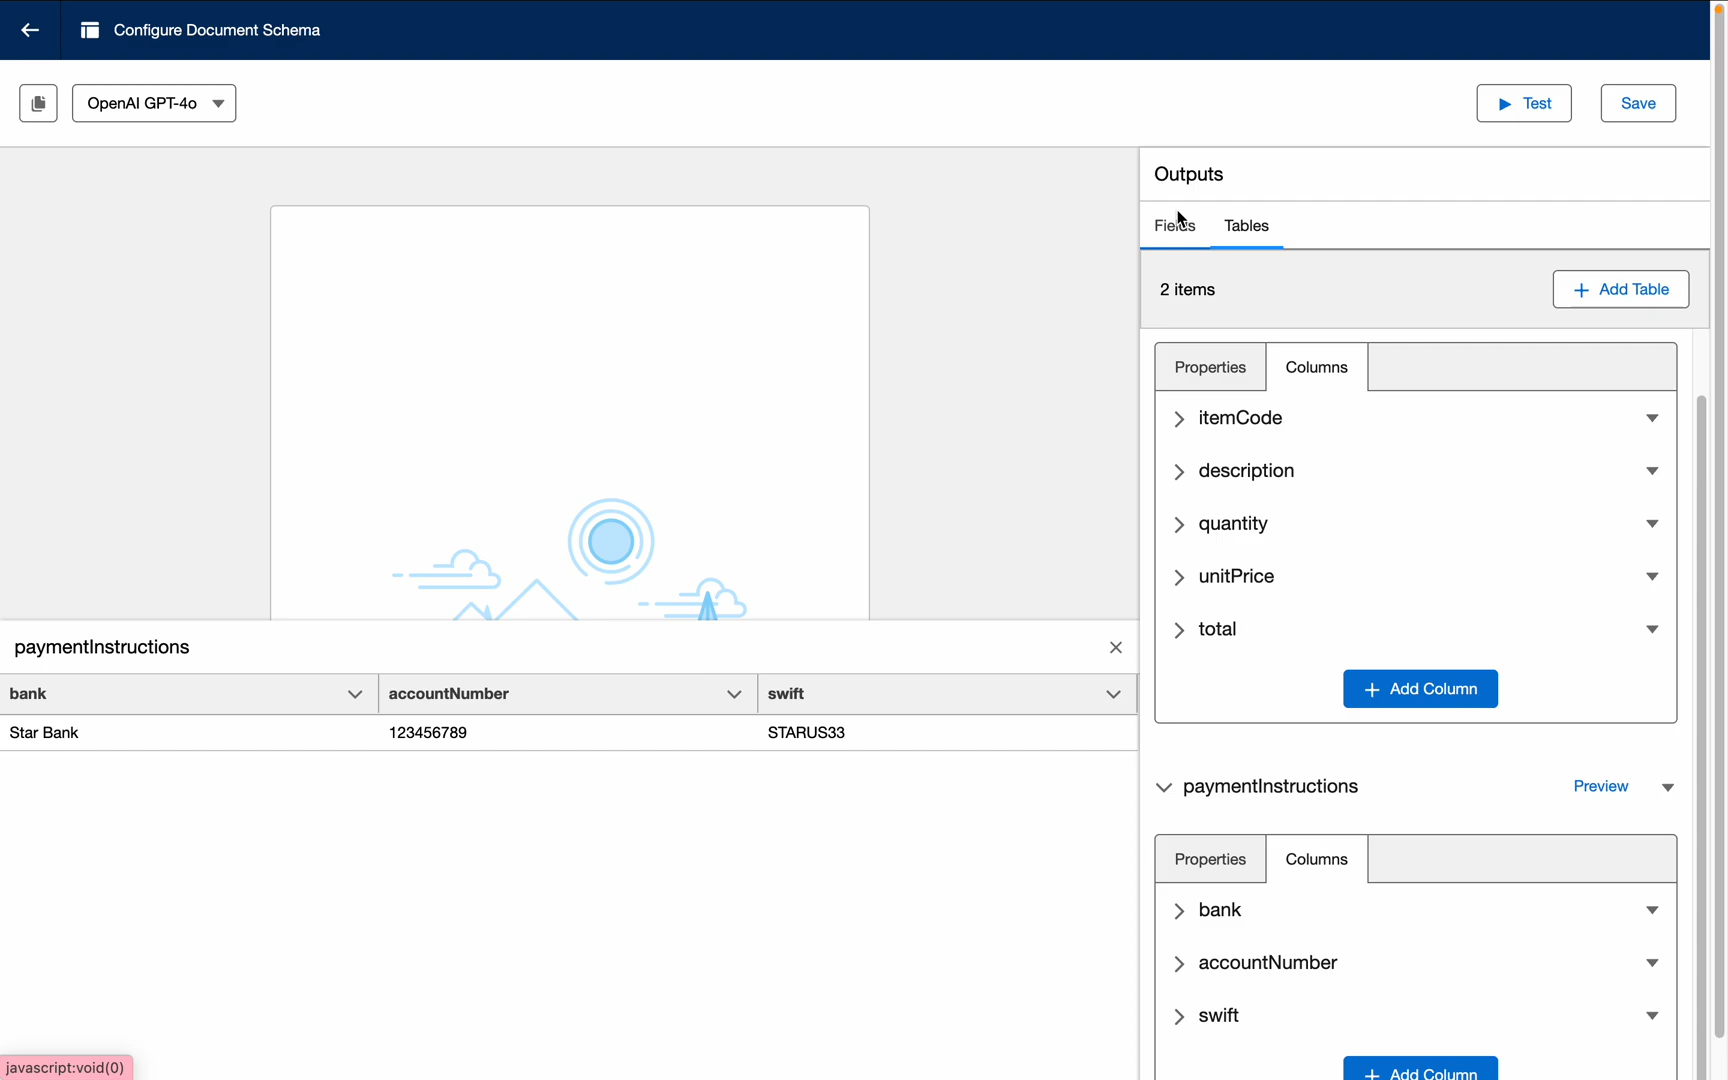 Configure Document Schema
OpenAI GPT-4o
Test
Save
Outputs
Fields
Tables
2 items
+ Add Table
Properties
Columns
itemCode
description
quantity
unitPrice
total
+ Add Column
paymentInstructions
bank
accountNumber
swift
Star Bank
123456789
STARUS33
paymentInstructions
Preview
Properties
Columns
bank
accountNumber
swift
+ Add Column
javascript:void(0)